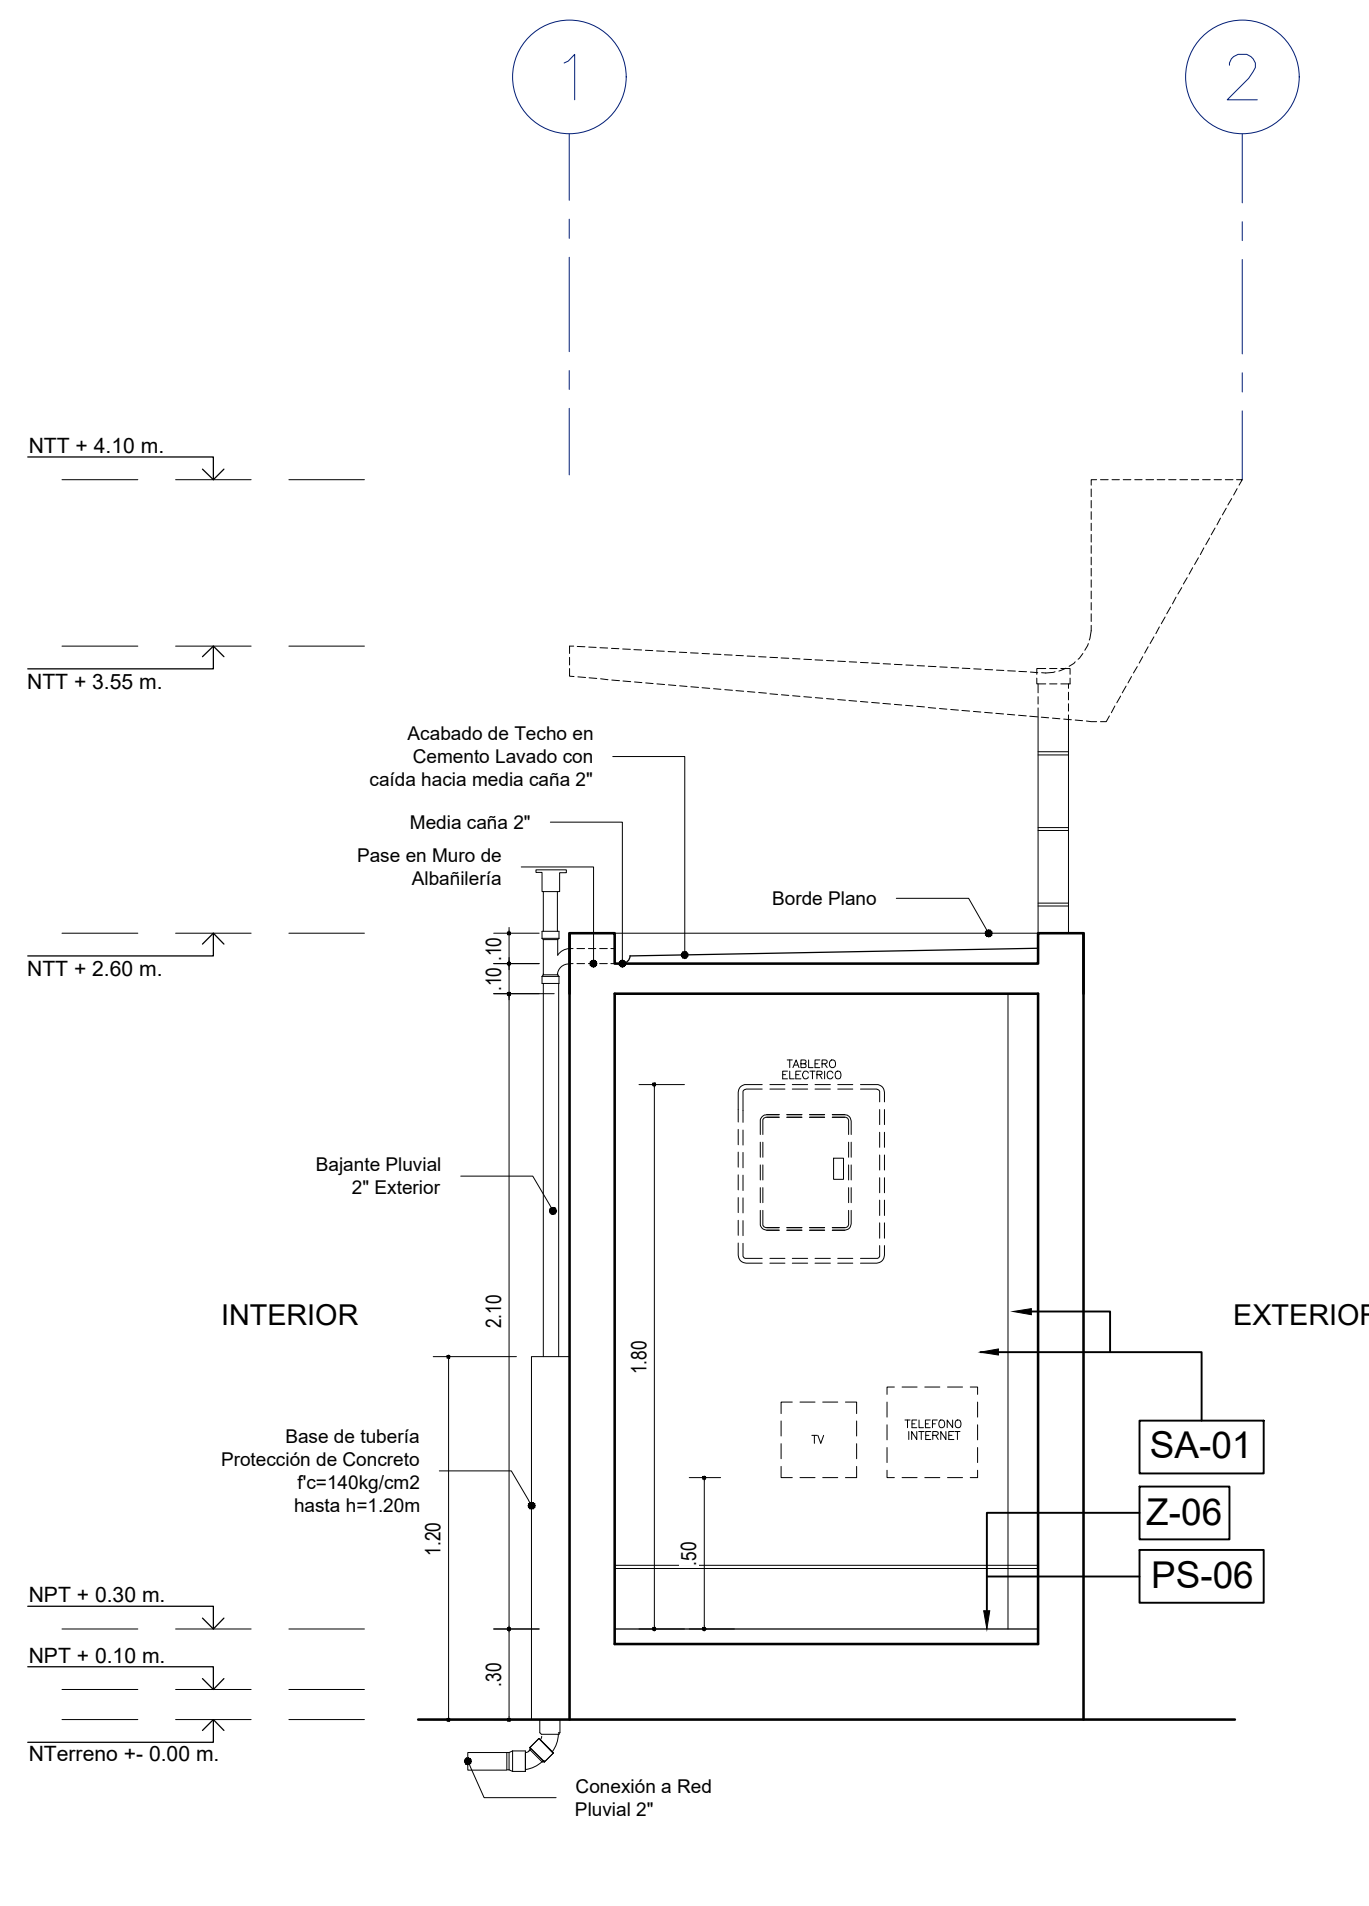 1
2
NTT + 4.10 m.
NTT + 3.55 m.
Acabado de Techo en
Cemento Lavado con
caída hacia media caña 2"
Media caña 2"
Pase en Muro de
Albañilería
Borde Plano
NTT + 2.60 m.
.10
.10
TABLERO
ELECTRICO
Bajante Pluvial
2" Exterior
INTERIOR
2.10
1.80
EXTERIOR
Base de tubería
Protección de Concreto
f'c=140kg/cm2
hasta h=1.20m
TV
TELEFONO
INTERNET
SA-01
Z-06
1.20
.50
PS-06
NPT + 0.30 m.
NPT + 0.10 m.
.30
NTerreno +- 0.00 m.
Conexión a Red
Pluvial 2"